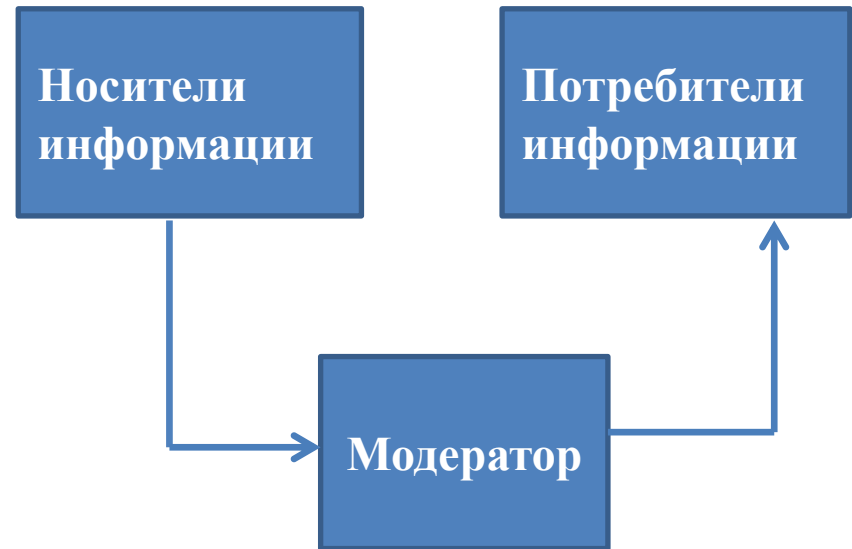 Носители
информации
Потребители
информации
Модератор